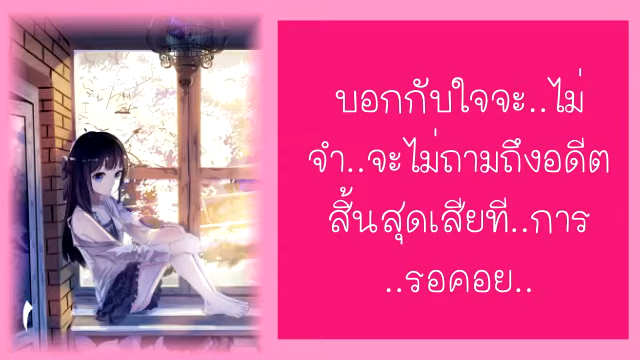 บอกกับใจจะ..ไม่
จำ..จะไม่ถามถึงอดีต
สิ้นสุดเสียที..การ
..รอคอย..